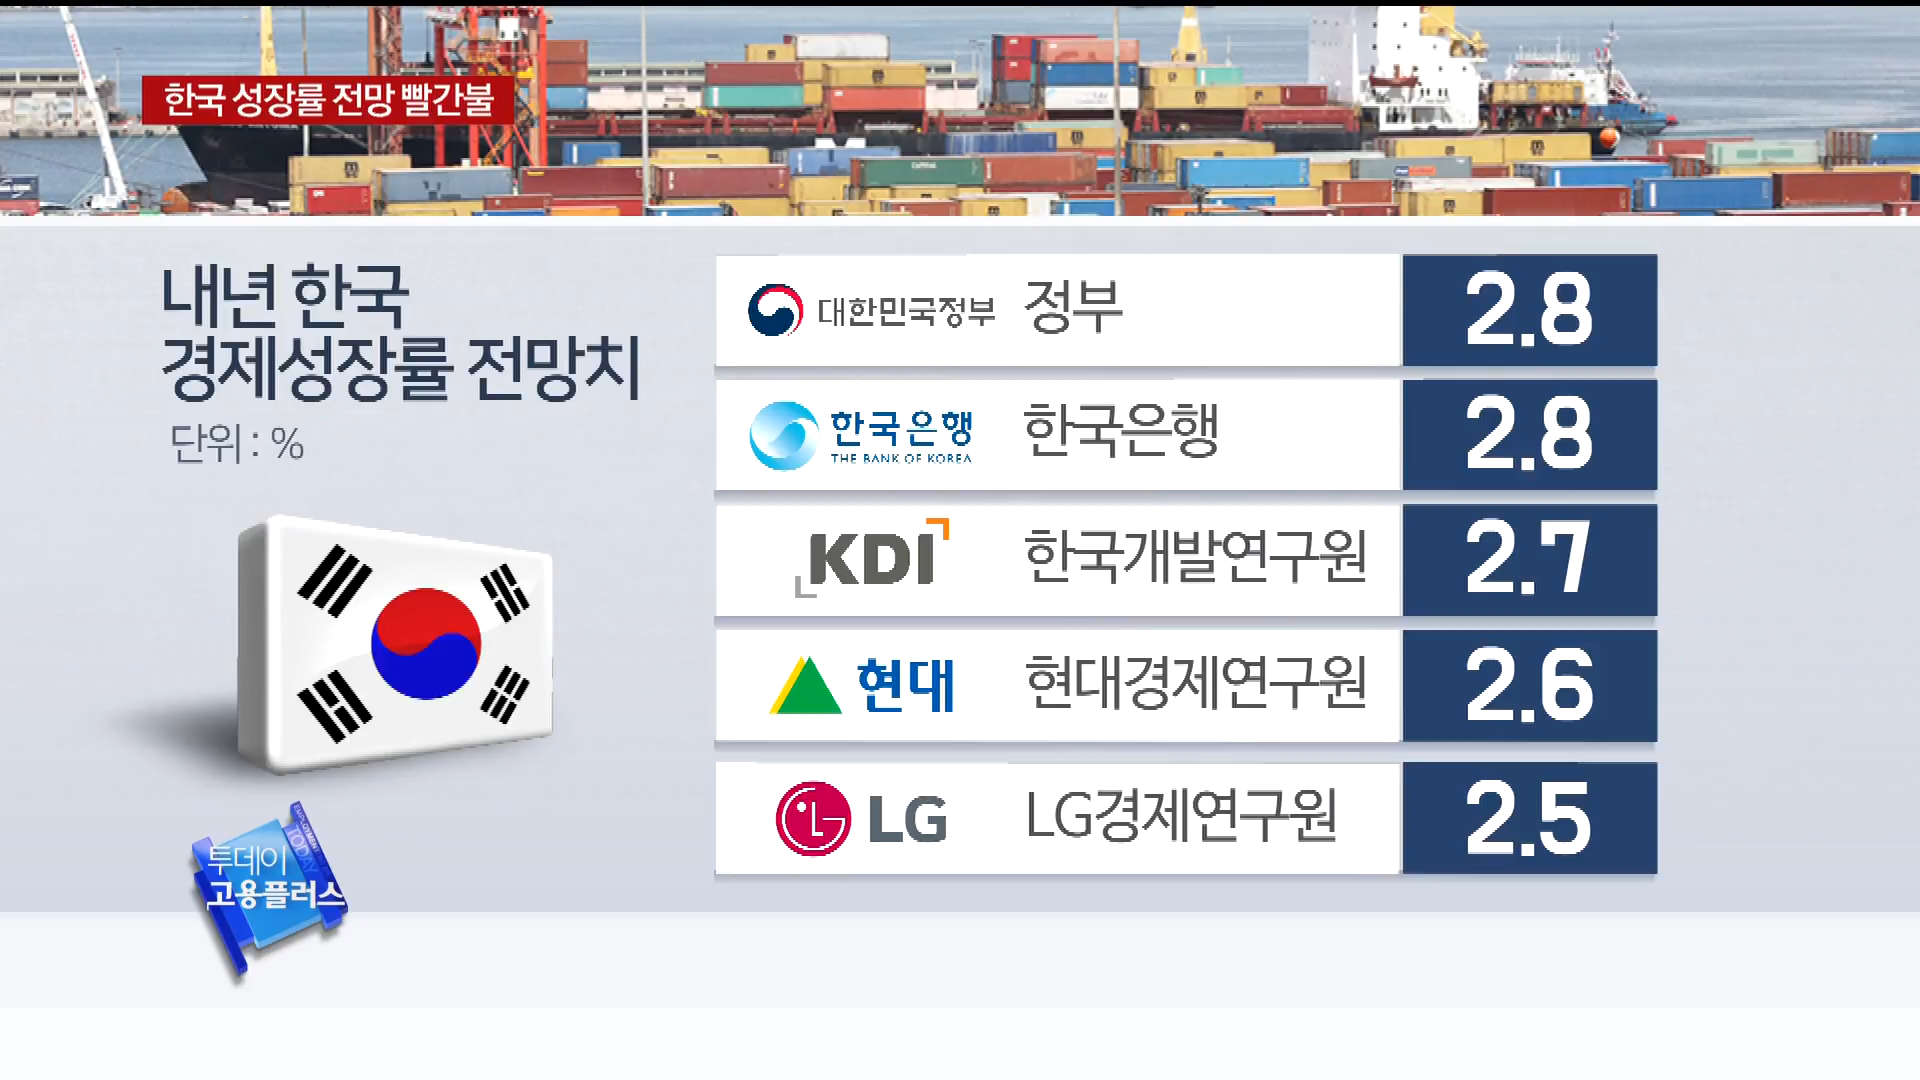 한국 성장률 전망 빨간불
내년 한국
경제성장률 전망치
단위 : %
대한민국정부 정부 2.8
한국은행 THE BANK OF KOREA 한국은행 2.8
KDI 한국개발연구원 2.7
현대 현대경제연구원 2.6
LG LG경제연구원 2.5
EMPLOYMENT
TODAY
투데이
고용플러스